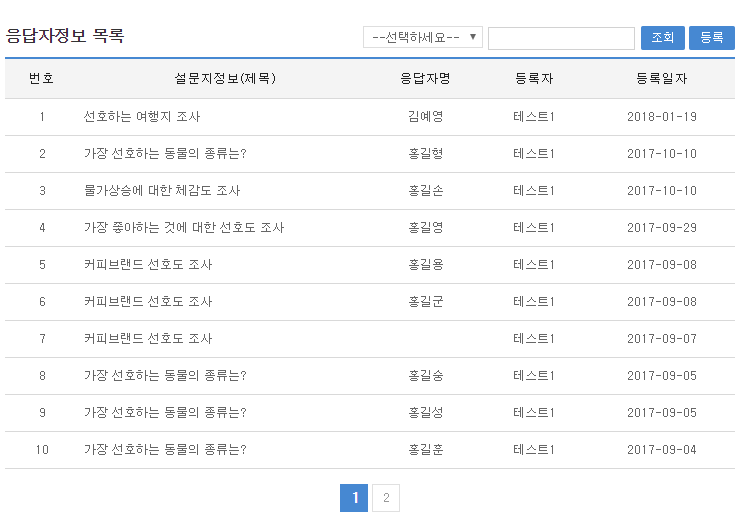 응답자정보 목록 --선택하세요-- 조회 등록
번호 설문지정보(제목) 응답자명 등록자 등록일자
1 선호하는 여행지 조사 김예영 테스트1 2018-01-19
2 가장 선호하는 동물의 종류는? 홍길형 테스트1 2017-10-10
3 물가상승에 대한 체감도 조사 홍길손 테스트1 2017-10-10
4 가장 좋아하는 것에 대한 선호도 조사 홍길영 테스트1 2017-09-29
5 커피브랜드 선호도 조사 홍길용 테스트1 2017-09-08
6 커피브랜드 선호도 조사 홍길군 테스트1 2017-09-08
7 커피브랜드 선호도 조사 테스트1 2017-09-07
8 가장 선호하는 동물의 종류는? 홍길숭 테스트1 2017-09-05
9 가장 선호하는 동물의 종류는? 홍길성 테스트1 2017-09-05
10 가장 선호하는 동물의 종류는? 홍길훈 테스트1 2017-09-04
1 2